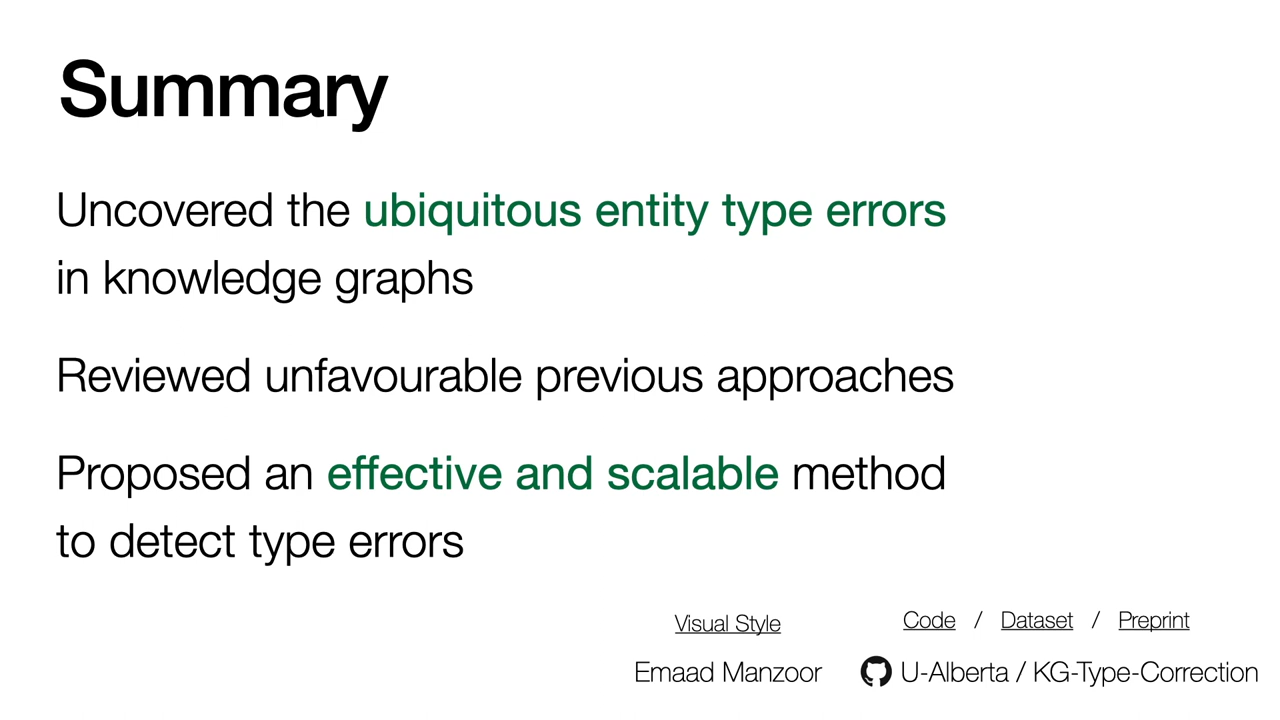 Summary
Uncovered the ubiquitous entity type errors
in knowledge graphs
Reviewed unfavourable previous approaches
Proposed an effective and scalable method
to detect type errors
Visual Style
Code / Dataset / Preprint
Emaad Manzoor
U-Alberta / KG-Type-Correction